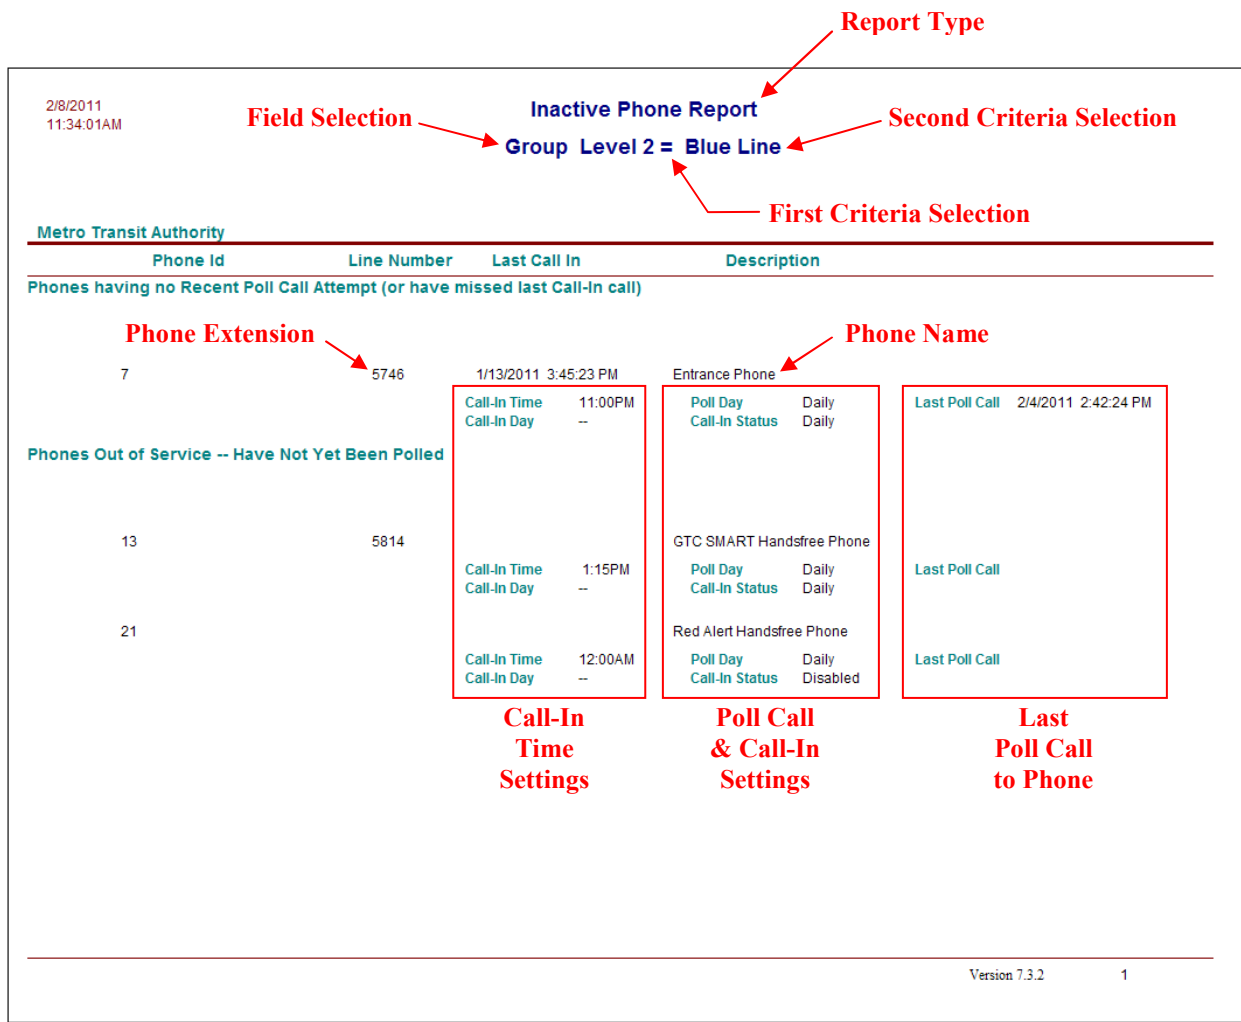 Report Type
2/8/2011
11:34:01AM
Field Selection
Inactive Phone Report
Second Criteria Selection
Group Level 2 = Blue Line
First Criteria Selection
Metro Transit Authority
Phone Id Line Number Last Call In Description
Phones having no Recent Poll Call Attempt (or have missed last Call-In call)
Phone Extension Phone Name
7 5746 1/13/2011 3:45:23 PM Entrance Phone
Call-In Time 11:00PM Poll Day Daily Last Poll Call 2/4/2011 2:42:24 PM
Call-In Day -- Call-In Status Daily
Phones Out of Service -- Have Not Yet Been Polled
13 5814 GTC SMART Handsfree Phone
Call-In Time 1:15PM Poll Day Daily Last Poll Call
Call-In Day -- Call-In Status Daily
21 Red Alert Handsfree Phone
Call-In Time 12:00AM Poll Day Daily Last Poll Call
Call-In Day -- Call-In Status Disabled
Call-In
Time
Settings
Poll Call
& Call-In
Settings
Last
Poll Call
to Phone
Version 7.3.2 1